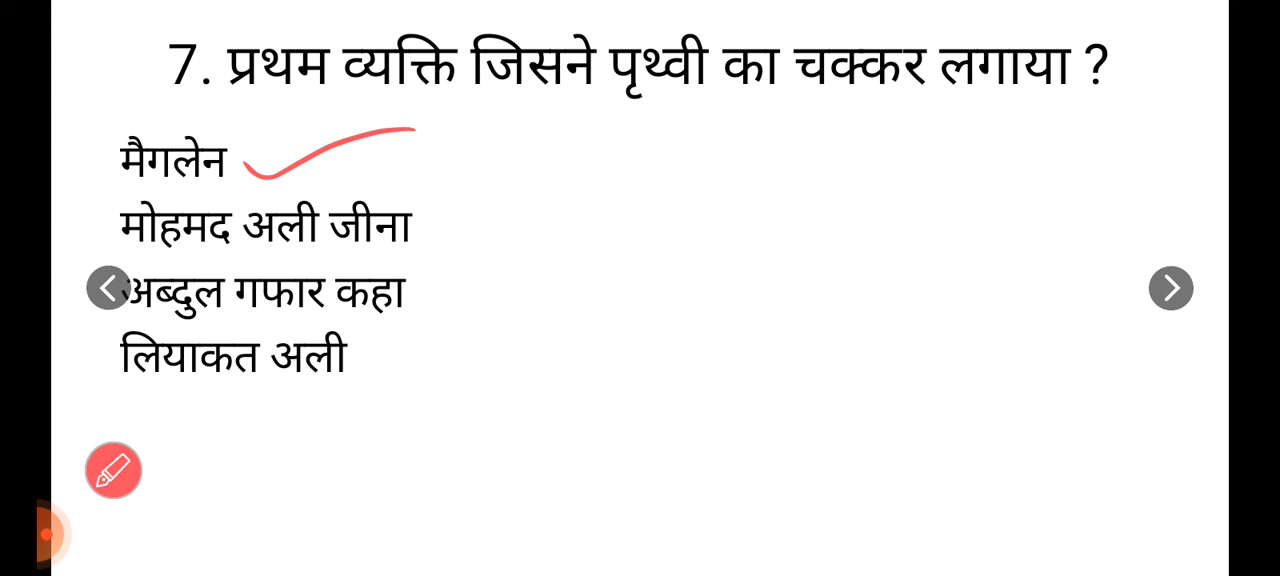 7. प्रथम व्यक्ति जिसने पृथ्वी का चक्कर लगाया ?
मैगलेन
मोहमद अली जीना
अब्दुल गफार कहा
लियाकत अली